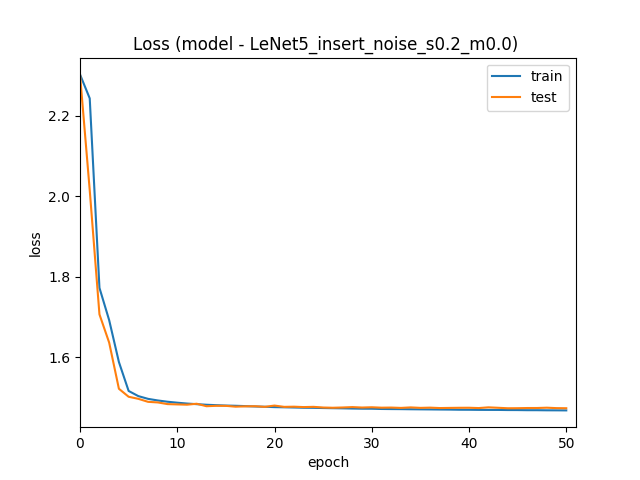 Loss (model - LeNet5_insert_noise_s0.2_m0.0)
train
test
2.2
2.0
1.8
1.6
loss
0 10 20 30 40 50
epoch